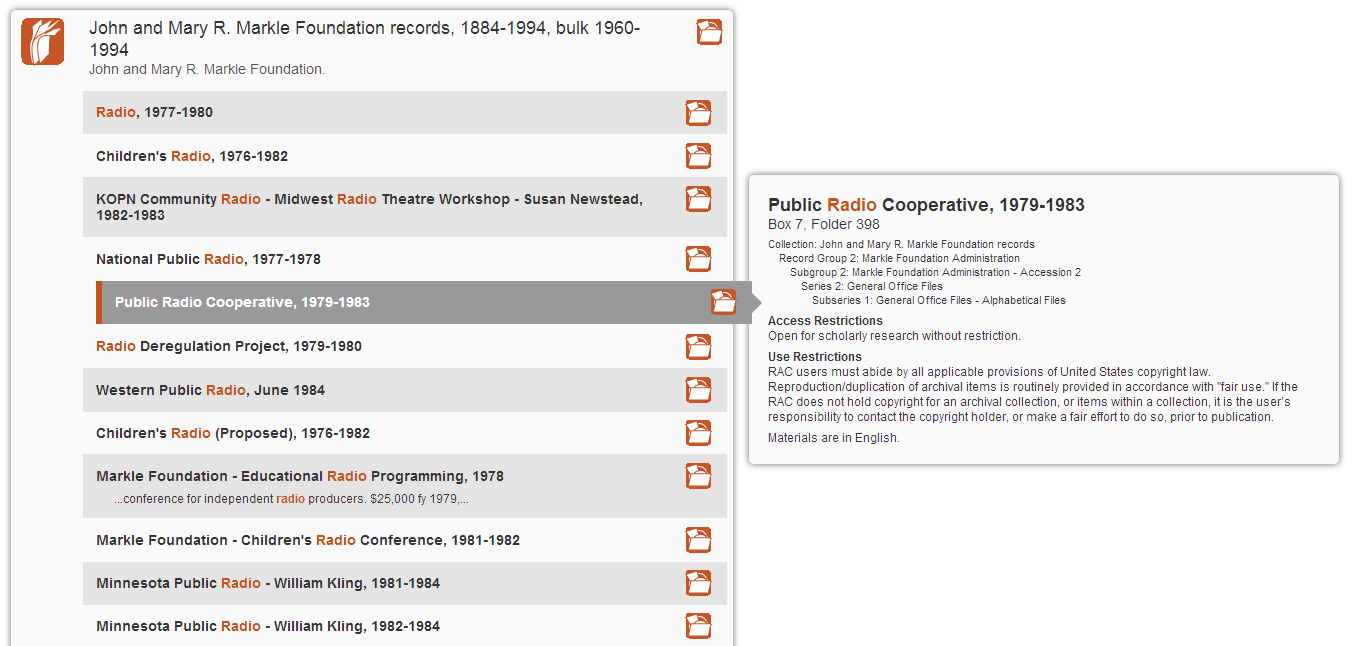 John and Mary R. Markle Foundation records, 1884-1994, bulk 1960-
1994
John and Mary R. Markle Foundation.
Radio, 1977-1980
Children's Radio, 1976-1982
KOPN Community Radio - Midwest Radio Theatre Workshop - Susan Newstead,
1982-1983
National Public Radio, 1977-1978
Public Radio Cooperative, 1979-1983
Radio Deregulation Project, 1979-1980
Western Public Radio, June 1984
Children's Radio (Proposed), 1976-1982
Markle Foundation - Educational Radio Programming, 1978
...conference for independent radio producers. $25,000 fy 1979,...
Markle Foundation - Children's Radio Conference, 1981-1982
Minnesota Public Radio - William Kling, 1981-1984
Minnesota Public Radio - William Kling, 1982-1984
Public Radio Cooperative, 1979-1983
Box 7, Folder 398
Collection: John and Mary R. Markle Foundation records
Record Group 2: Markle Foundation Administration
Subgroup 2: Markle Foundation Administration - Accession 2
Series 2: General Office Files
Subseries 1: General Office Files - Alphabetical Files
Access Restrictions
Open for scholarly research without restriction.
Use Restrictions
RAC users must abide by all applicable provisions of United States copyright law.
Reproduction/duplication of archival items is routinely provided in accordance with "fair use." If the
RAC does not hold copyright for an archival collection, or items within a collection, it is the user's
responsibility to contact the copyright holder, or make a fair effort to do so, prior to publication.
Materials are in English.